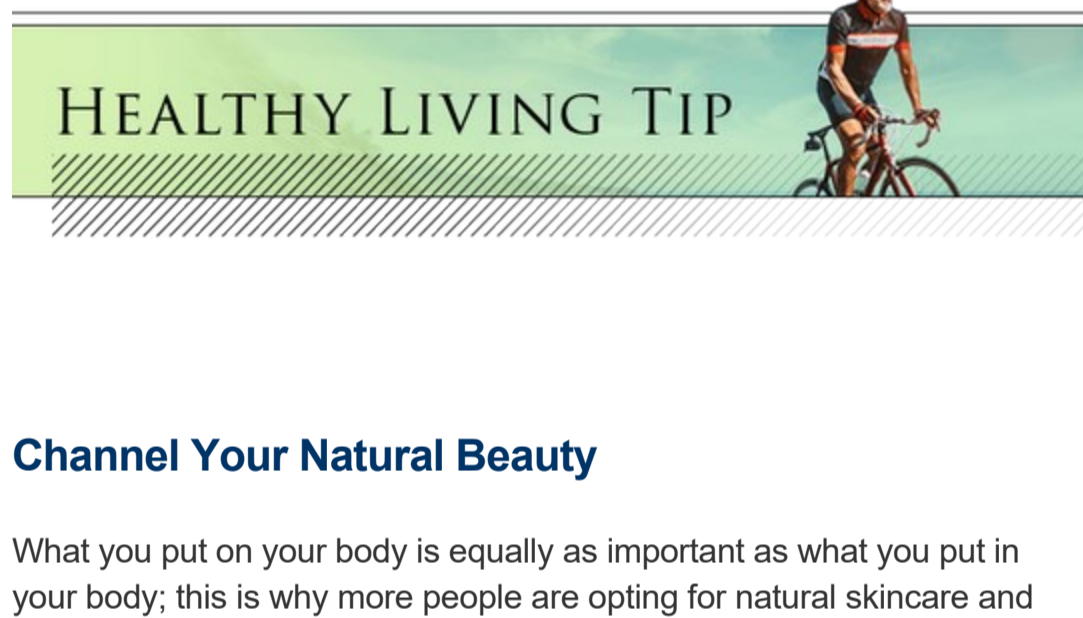 HEALTHY LIVING TIP
Channel Your Natural Beauty
What you put on your body is equally as important as what you put in
your body; this is why more people are opting for natural skincare and